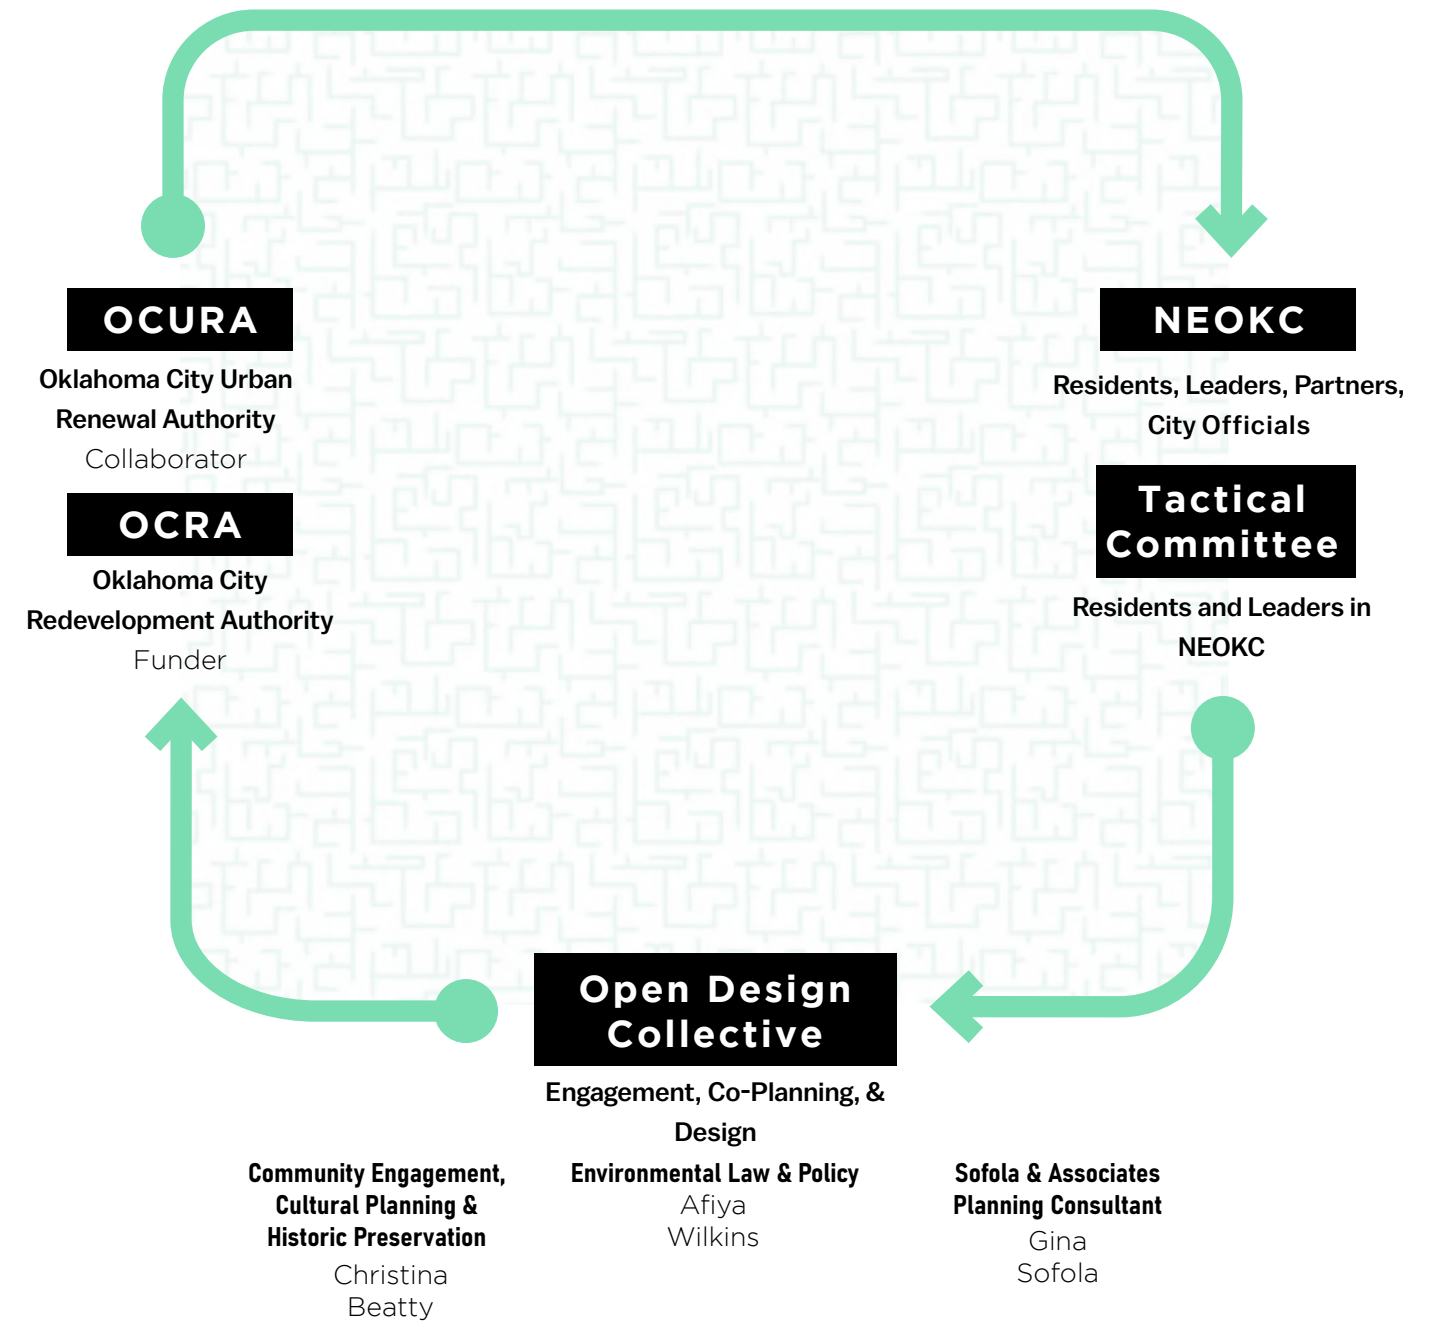 OCURA
Oklahoma City Urban
Renewal Authority
Collaborator
OCRA
Oklahoma City
Redevelopment Authority
Funder
NEOKC
Residents, Leaders, Partners,
City Officials
Tactical
Committee
Residents and Leaders in
NEOKC
Open Design
Collective
Engagement, Co-Planning, &
Design
Community Engagement,
Cultural Planning &
Historic Preservation
Christina
Beatty
Environmental Law & Policy
Afiya
Wilkins
Sofola & Associates
Planning Consultant
Gina
Sofola